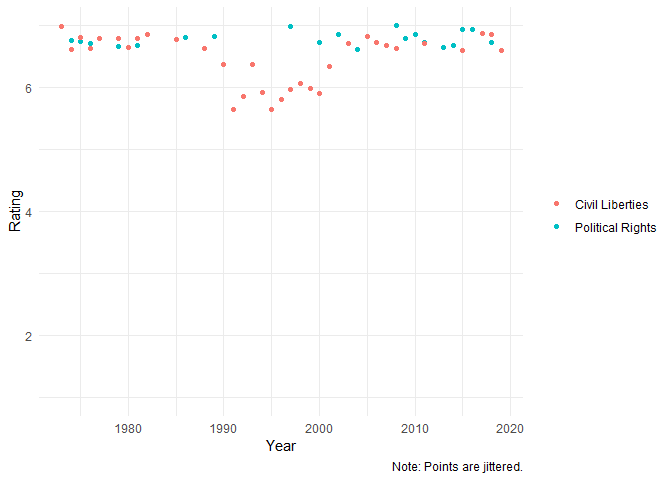 6
4
2
Rating
1980 1990 2000 2010 2020
Year
Civil Liberties
Political Rights
Note: Points are jittered.